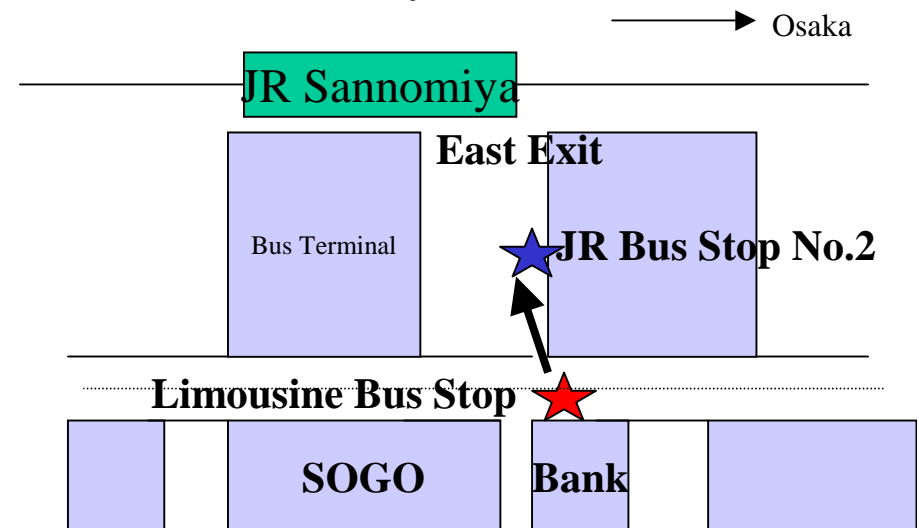 Osaka
JR Sannomiya
East Exit
Bus Terminal
JR Bus Stop No.2
Limousine Bus Stop
SOGO
Bank